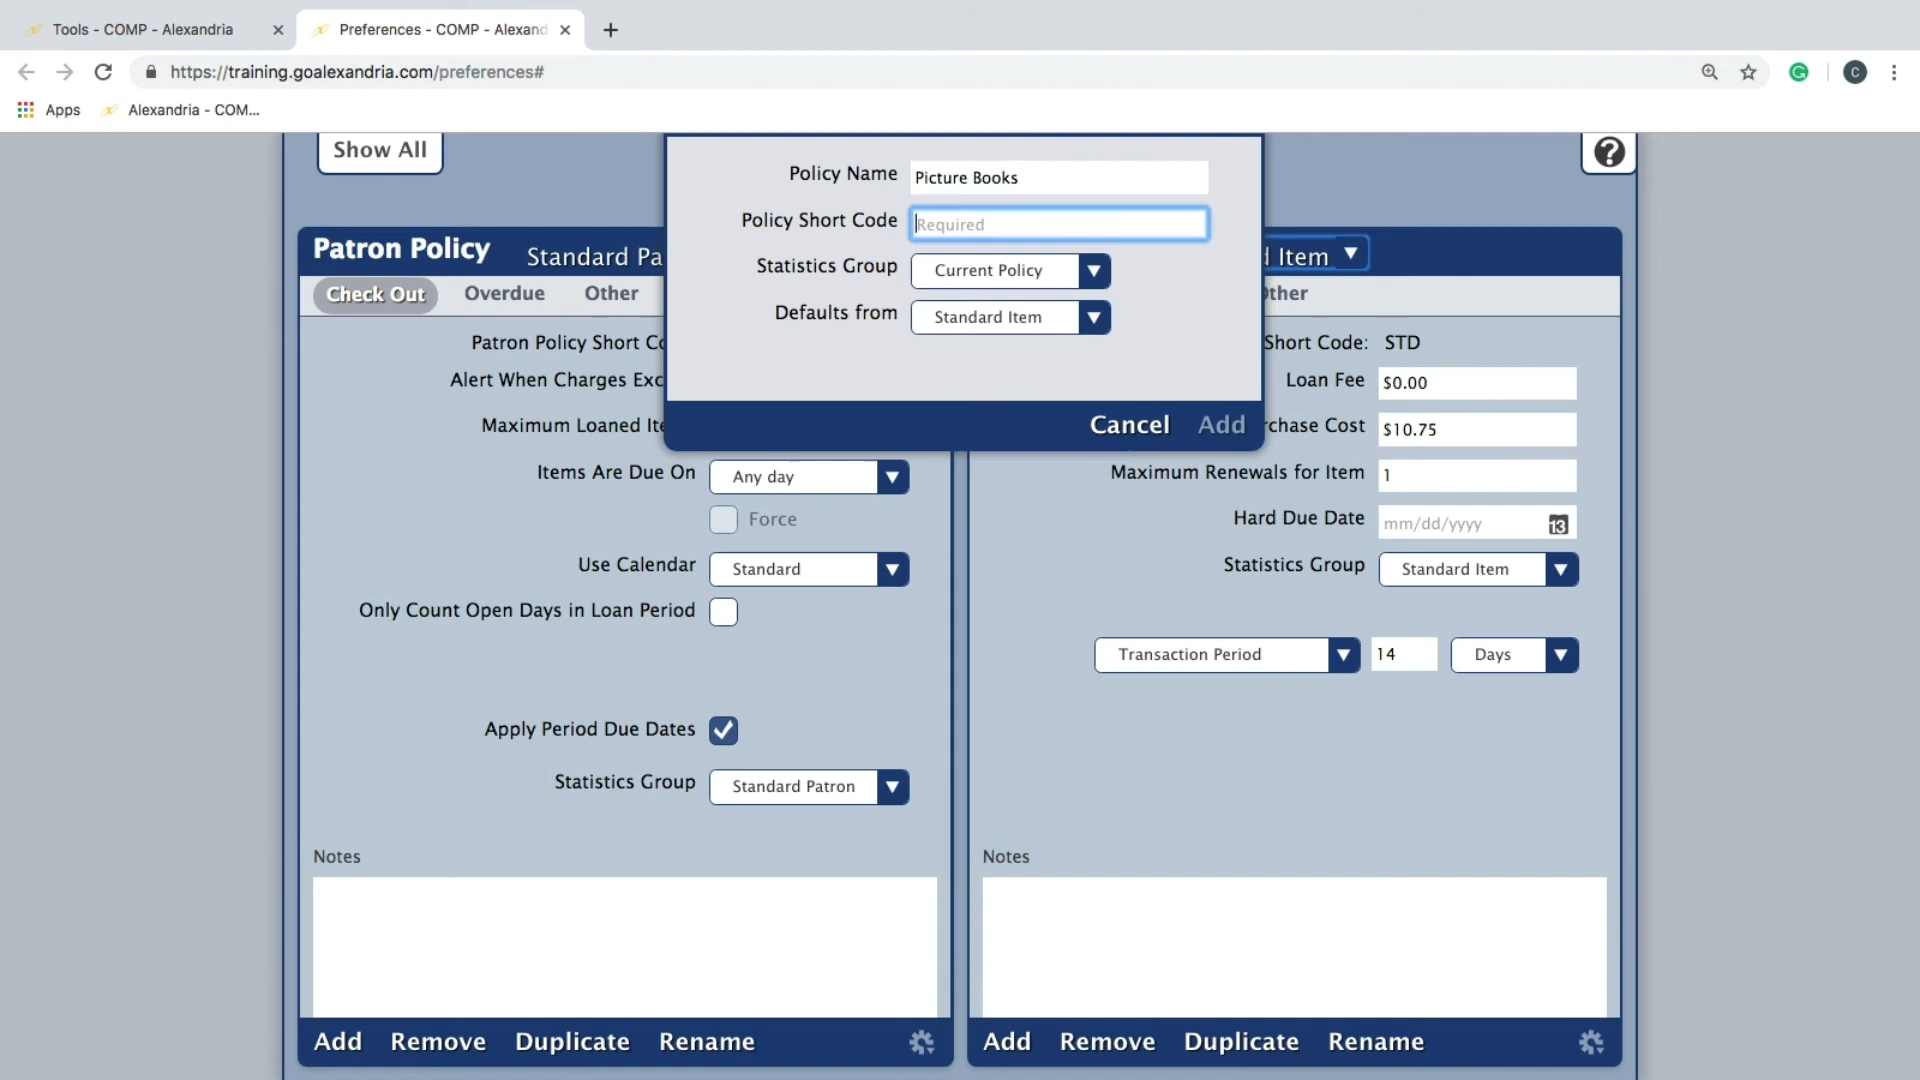 Tools - COMP - Alexandria
Preferences - COMP - Alexand
https://training.goalexandria.com/preferences#
C
Apps
Alexandria - COM...
Show All
?
Policy Name Picture Books
Policy Short Code Required
Statistics Group Current Policy
Defaults from Standard Item
Cancel Add
Patron Policy Standard Pa
Check Out Overdue Other
Patron Policy Short Co
Alert When Charges Exc
Maximum Loaned Ite
Items Are Due On Any day
Force
Use Calendar Standard
Only Count Open Days in Loan Period
Apply Period Due Dates
Statistics Group Standard Patron
Notes
Add Remove Duplicate Rename
d Item
Other
Short Code: STD
Loan Fee $0.00
rchase Cost $10.75
Maximum Renewals for Item 1
Hard Due Date mm/dd/yyyy 13
Statistics Group Standard Item
Transaction Period 14 Days
Notes
Add Remove Duplicate Rename